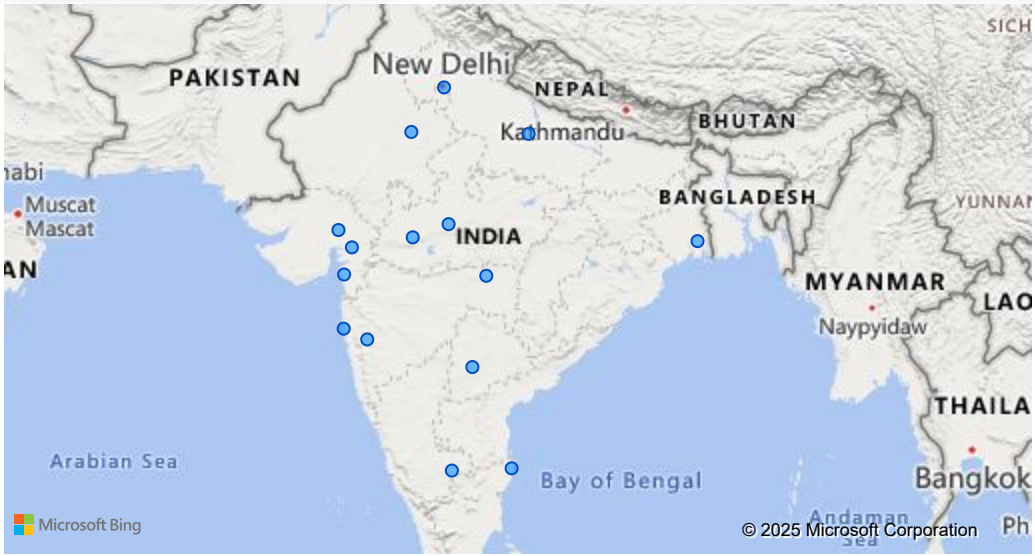 SICH
New Delhi
PAKISTAN
NEPAL
BHUTAN
Kathmandu
habi
BANGLADESH
YUNNAN
Muscat
Mascat
INDIA
AN
MYANMAR
LAO
Naypyidaw
THAILA
Arabian Sea
Bay of Bengal
Bangkok
Andaman
Sea
Ph
Microsoft Bing
© 2025 Microsoft Corporation